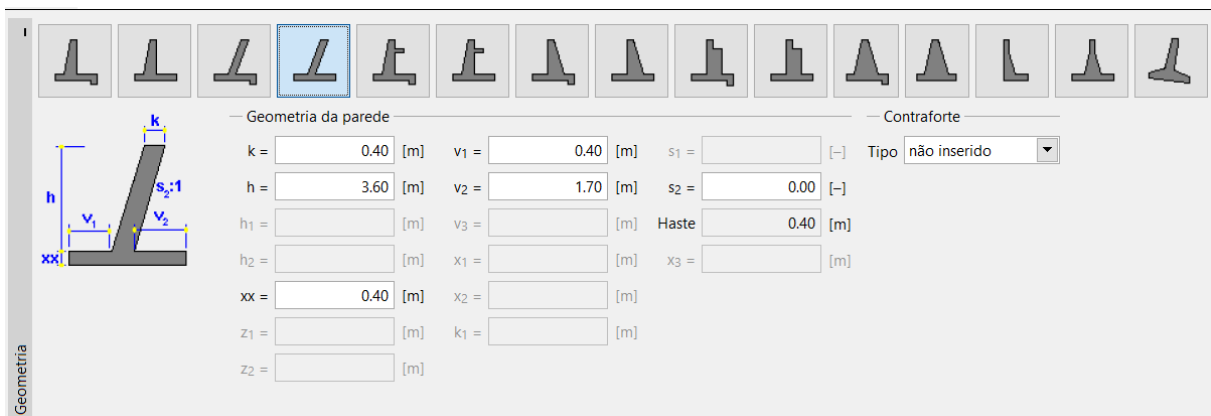 Geometria da parede
Contraforte
k = 0.40 [m] v1 = 0.40 [m] s1 = [–] Tipo não inserido
h = 3.60 [m] v2 = 1.70 [m] s2 = 0.00 [–]
h1 = [m] v3 = [m] Haste 0.40 [m]
h2 = [m] x1 = [m] x3 = [m]
xx = 0.40 [m] x2 = [m]
z1 = [m] k1 = [m]
z2 = [m]
k
h
s2:1
v1
v2
xx
Geometria